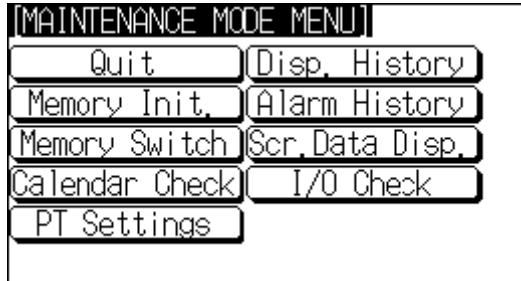 [MAINTENANCE MODE MENU]
Quit Disp. History
Memory Init. Alarm History
Memory Switch Scr.Data Disp.
Calendar Check I/O Check
PT Settings